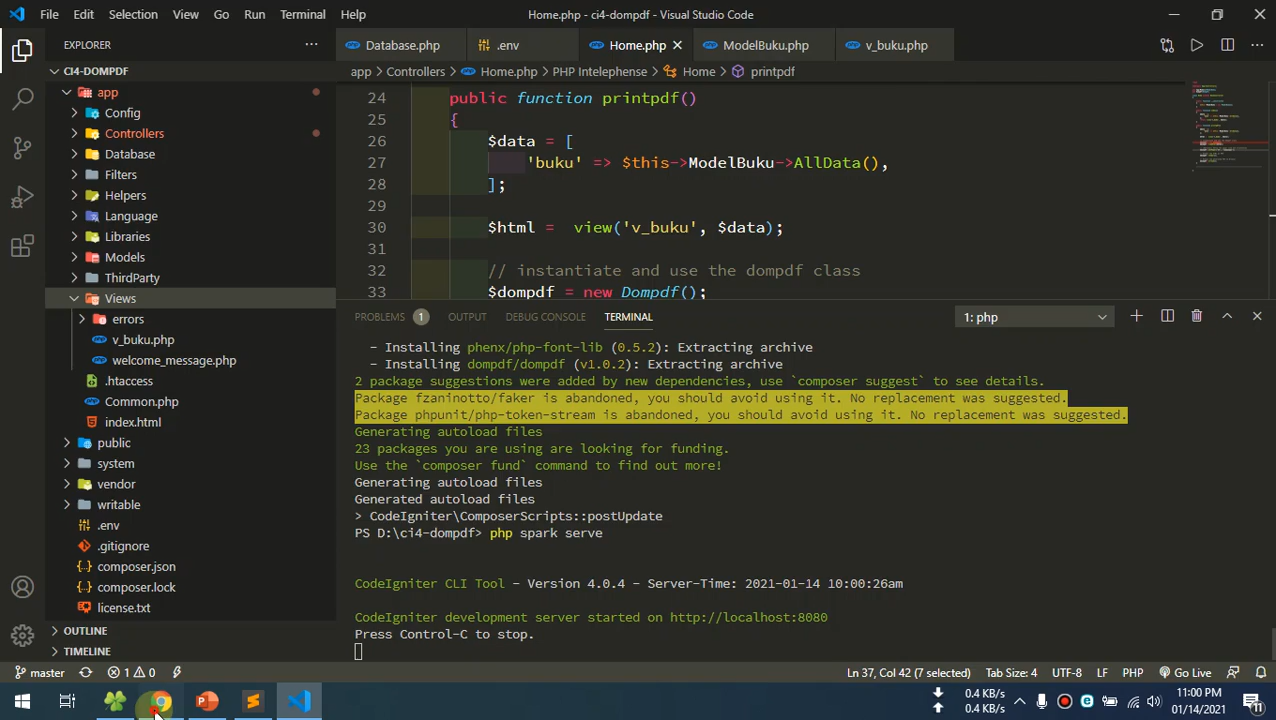 File Edit Selection View Go Run Terminal Help
Home.php - ci4-dompdf - Visual Studio Code
EXPLORER
Database.php
.env
Home.php
ModelBuku.php
v_buku.php
CI4-DOMPDF
app > Controllers > Home.php > PHP Intelephense > Home > printpdf
app
Config
Controllers
Database
Filters
Helpers
Language
Libraries
Models
ThirdParty
Views
errors
v_buku.php
welcome_message.php
.htaccess
Common.php
index.html
public
system
vendor
writable
.env
.gitignore
composer.json
composer.lock
license.txt
OUTLINE
TIMELINE
24 public function printpdf()
25 {
26 $data = [
27 'buku' => $this->ModelBuku->AllData(),
28 ];
29
30 $html =  view('v_buku', $data);
31
32 // instantiate and use the dompdf class
33 $dompdf = new Dompdf();
PROBLEMS 1 OUTPUT DEBUG CONSOLE TERMINAL 1: php
- Installing phenx/php-font-lib (0.5.2): Extracting archive
- Installing dompdf/dompdf (v1.0.2): Extracting archive
2 package suggestions were added by new dependencies, use `composer suggest` to see details.
Package fzaninotto/faker is abandoned, you should avoid using it. No replacement was suggested.
Package phpunit/php-token-stream is abandoned, you should avoid using it. No replacement was suggested.
Generating autoload files
23 packages you are using are looking for funding.
Use the `composer fund` command to find out more!
Generating autoload files
Generated autoload files
> CodeIgniter\ComposerScripts::postUpdate
PS D:\ci4-dompdf> php spark serve
CodeIgniter CLI Tool - Version 4.0.4 - Server-Time: 2021-01-14 10:00:26am
CodeIgniter development server started on http://localhost:8080
Press Control-C to stop.
master 1 0 Ln 37, Col 42 (7 selected) Tab Size: 4 UTF-8 LF PHP Go Live
0.4 KB/s
0.4 KB/s
11:00 PM
01/14/2021
11